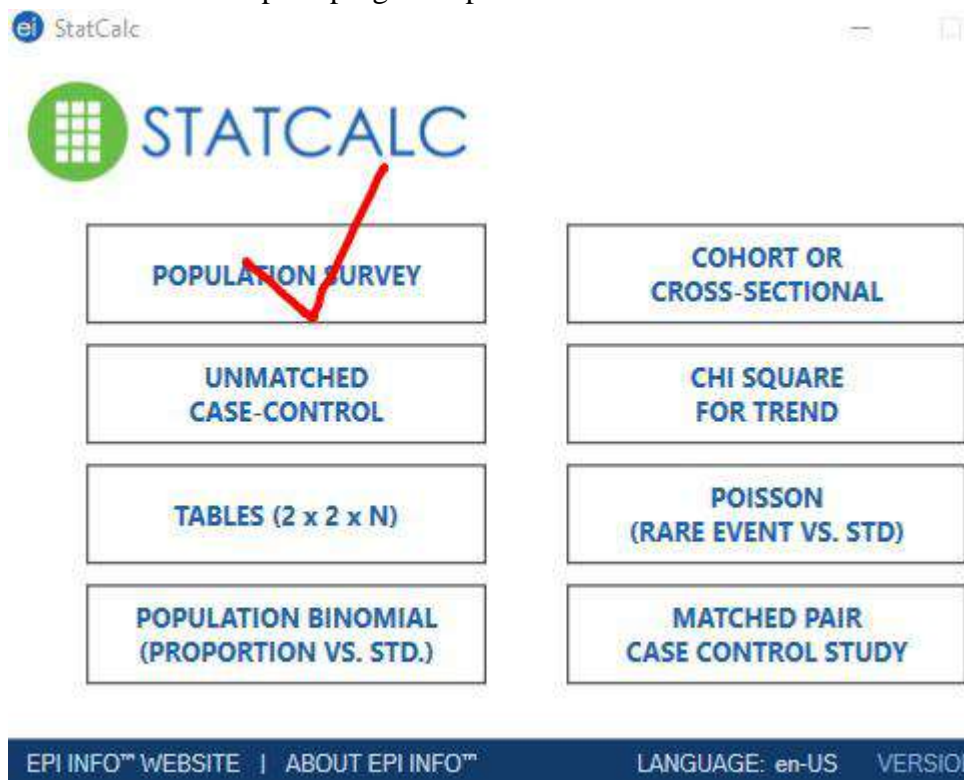 StatCalc
STATCALC
POPULATION SURVEY
COHORT OR
CROSS-SECTIONAL
UNMATCHED
CASE-CONTROL
CHI SQUARE
FOR TREND
TABLES (2 x 2 x N)
POISSON
(RARE EVENT VS. STD)
POPULATION BINOMIAL
(PROPORTION VS. STD.)
MATCHED PAIR
CASE CONTROL STUDY
EPI INFO™ WEBSITE | ABOUT EPI INFO™ LANGUAGE: en-US